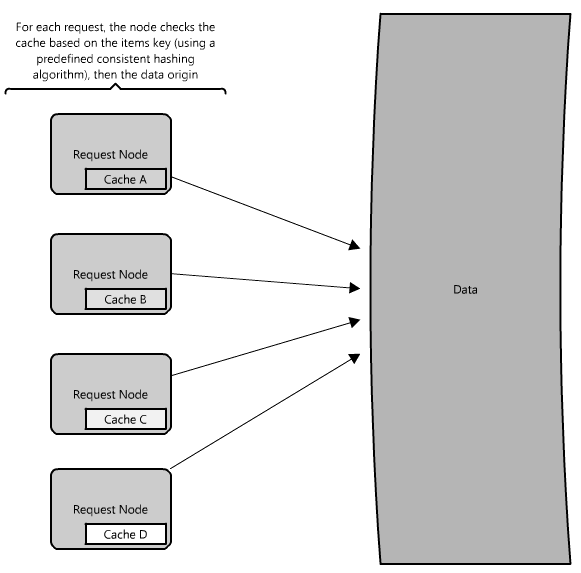 For each request, the node checks the
cache based on the items key (using a
predefined consistent hashing
algorithm), then the data origin
Request Node
Cache A
Request Node
Cache B
Data
Request Node
Cache C
Request Node
Cache D